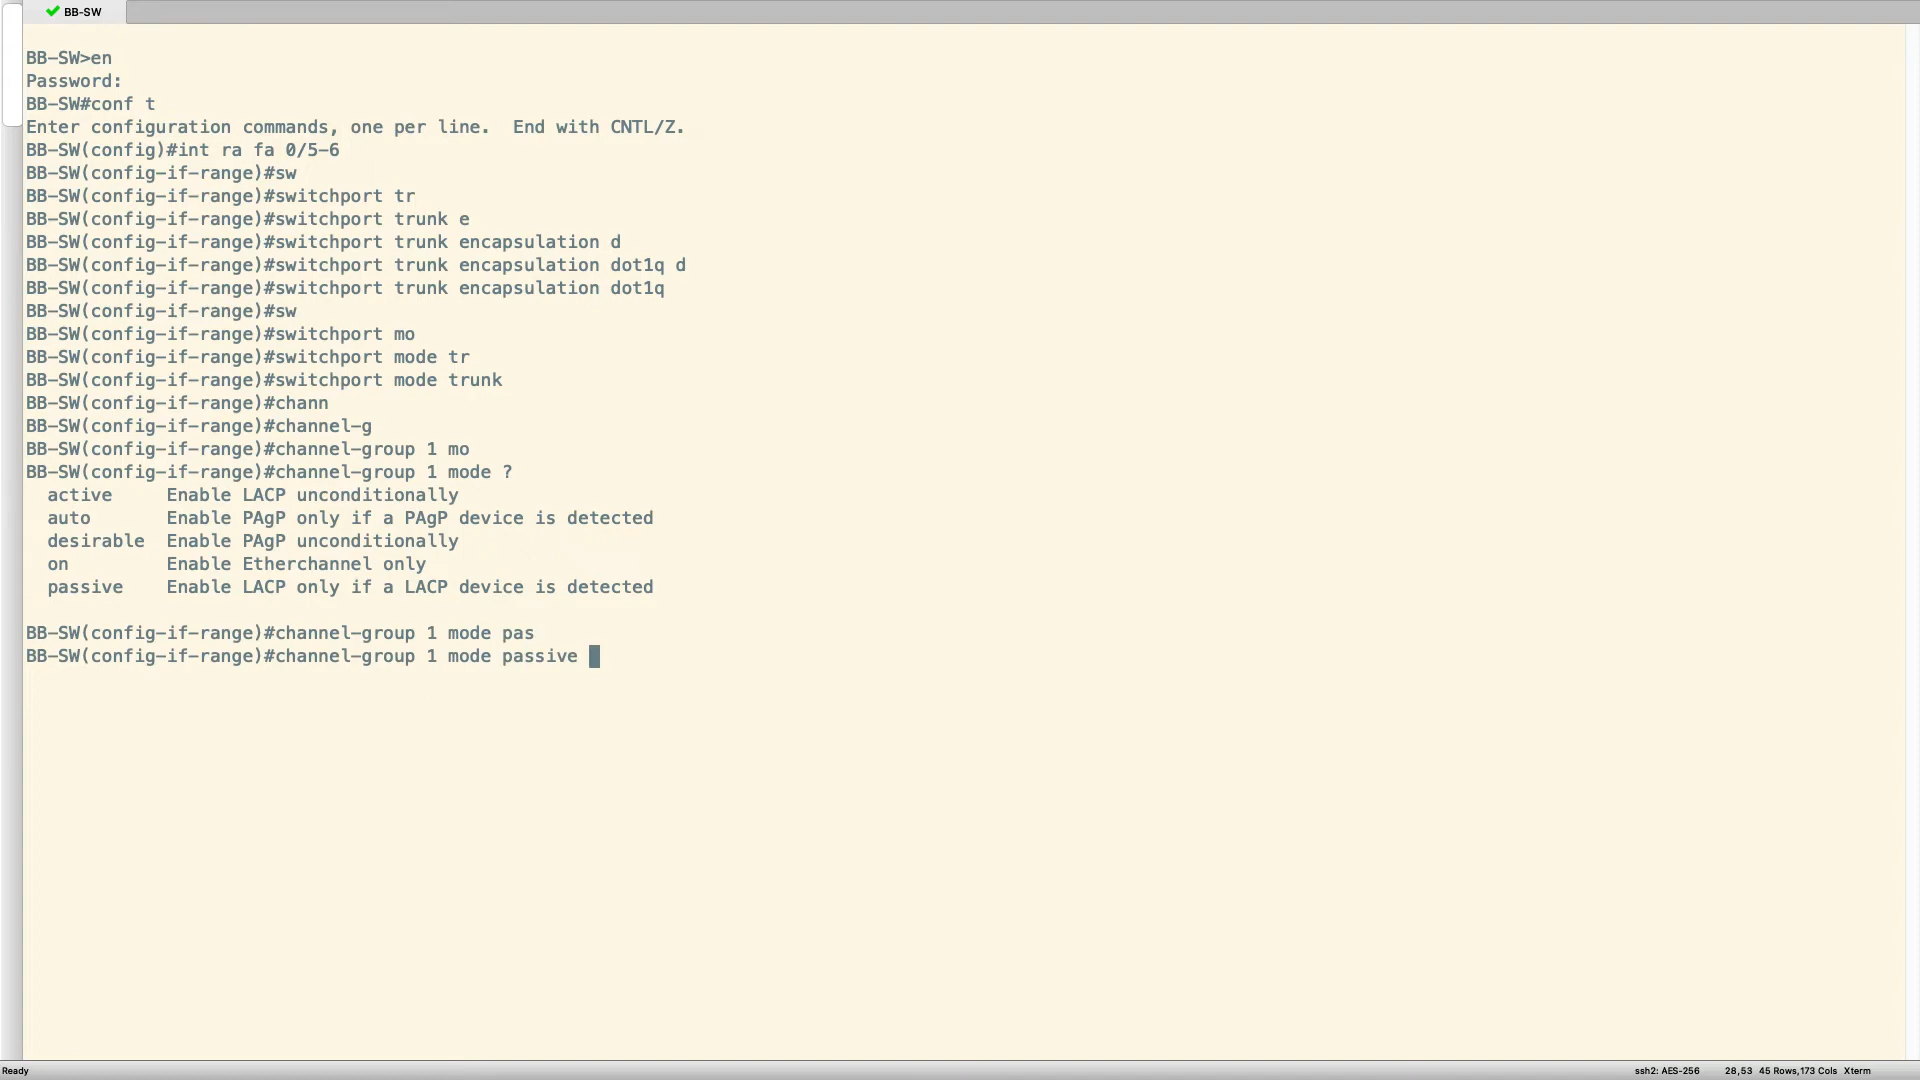 BB-SW
BB-SW>en
Password:
BB-SW#conf t
Enter configuration commands, one per line.  End with CNTL/Z.
BB-SW(config)#int ra fa 0/5-6
BB-SW(config-if-range)#sw
BB-SW(config-if-range)#switchport tr
BB-SW(config-if-range)#switchport trunk e
BB-SW(config-if-range)#switchport trunk encapsulation d
BB-SW(config-if-range)#switchport trunk encapsulation dot1q d
BB-SW(config-if-range)#switchport trunk encapsulation dot1q
BB-SW(config-if-range)#sw
BB-SW(config-if-range)#switchport mo
BB-SW(config-if-range)#switchport mode tr
BB-SW(config-if-range)#switchport mode trunk
BB-SW(config-if-range)#chann
BB-SW(config-if-range)#channel-g
BB-SW(config-if-range)#channel-group 1 mo
BB-SW(config-if-range)#channel-group 1 mode ?
  active     Enable LACP unconditionally
  auto       Enable PAgP only if a PAgP device is detected
  desirable  Enable PAgP unconditionally
  on         Enable Etherchannel only
  passive    Enable LACP only if a LACP device is detected
BB-SW(config-if-range)#channel-group 1 mode pas
BB-SW(config-if-range)#channel-group 1 mode passive
Ready ssh2: AES-256 28,53 45 Rows,173 Cols Xterm